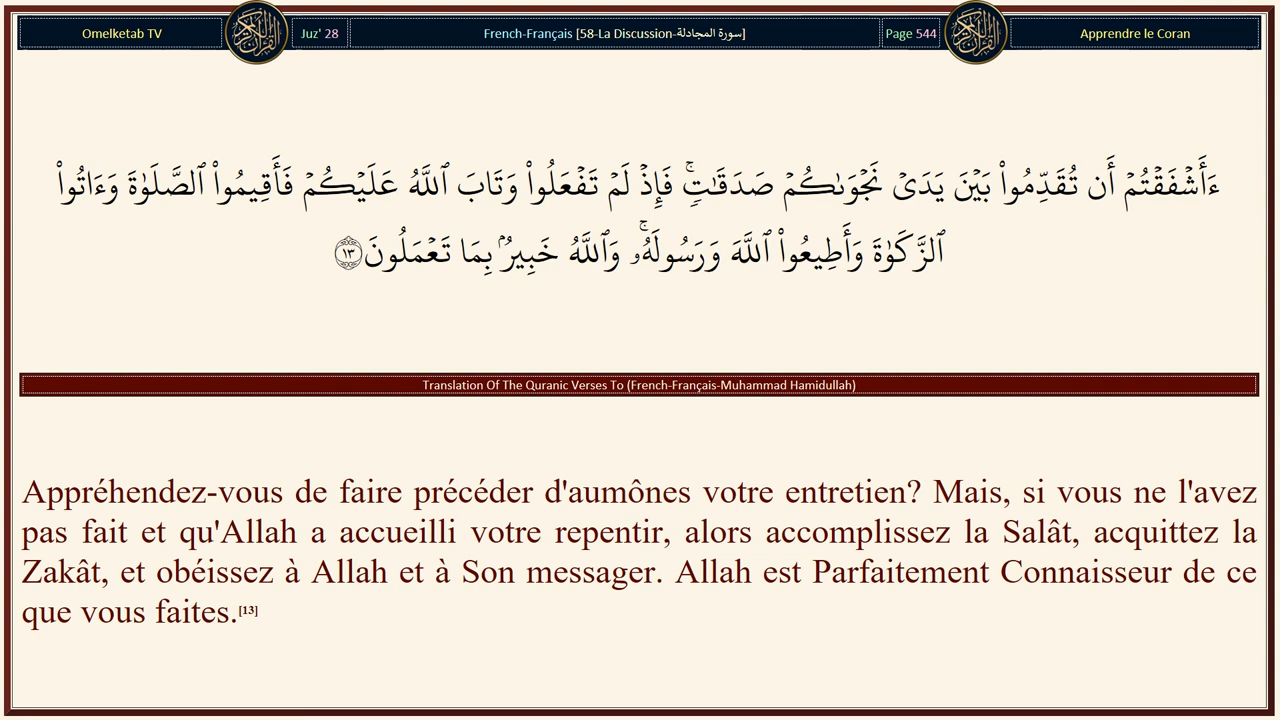 Omelketab TV
Juz' 28
French-Français [58-La Discussion-سورة المجادلة]
Page 544
Apprendre le Coran
ءَأَشۡفَقۡتُمۡ أَن تُقَدِّمُواْ بَيۡنَ يَدَيۡ نَجۡوَىٰكُمۡ صَدَقَٰتٖۚ فَإِذۡ لَمۡ تَفۡعَلُواْ وَتَابَ ٱللَّهُ عَلَيۡكُمۡ فَأَقِيمُواْ ٱلصَّلَوٰةَ وَءَاتُواْ
ٱلزَّكَوٰةَ وَأَطِيعُواْ ٱللَّهَ وَرَسُولَهُۥۚ وَٱللَّهُ خَبِيرُۢ بِمَا تَعۡمَلُونَ ١٣
Translation Of The Quranic Verses To (French-Français-Muhammad Hamidullah)
Appréhendez-vous de faire précéder d'aumônes votre entretien? Mais, si vous ne l'avez
pas fait et qu'Allah a accueilli votre repentir, alors accomplissez la Salât, acquittez la
Zakât, et obéissez à Allah et à Son messager. Allah est Parfaitement Connaisseur de ce
que vous faites.[13]